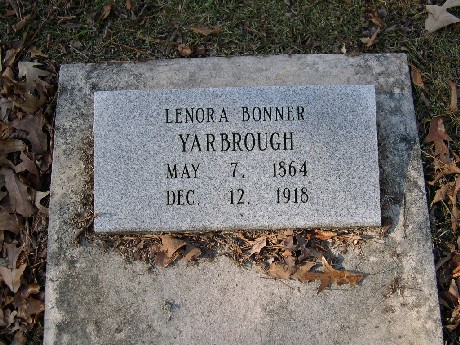 LENORA BONNER
YARBROUGH
MAY 7, 1864
DEC. 12, 1918